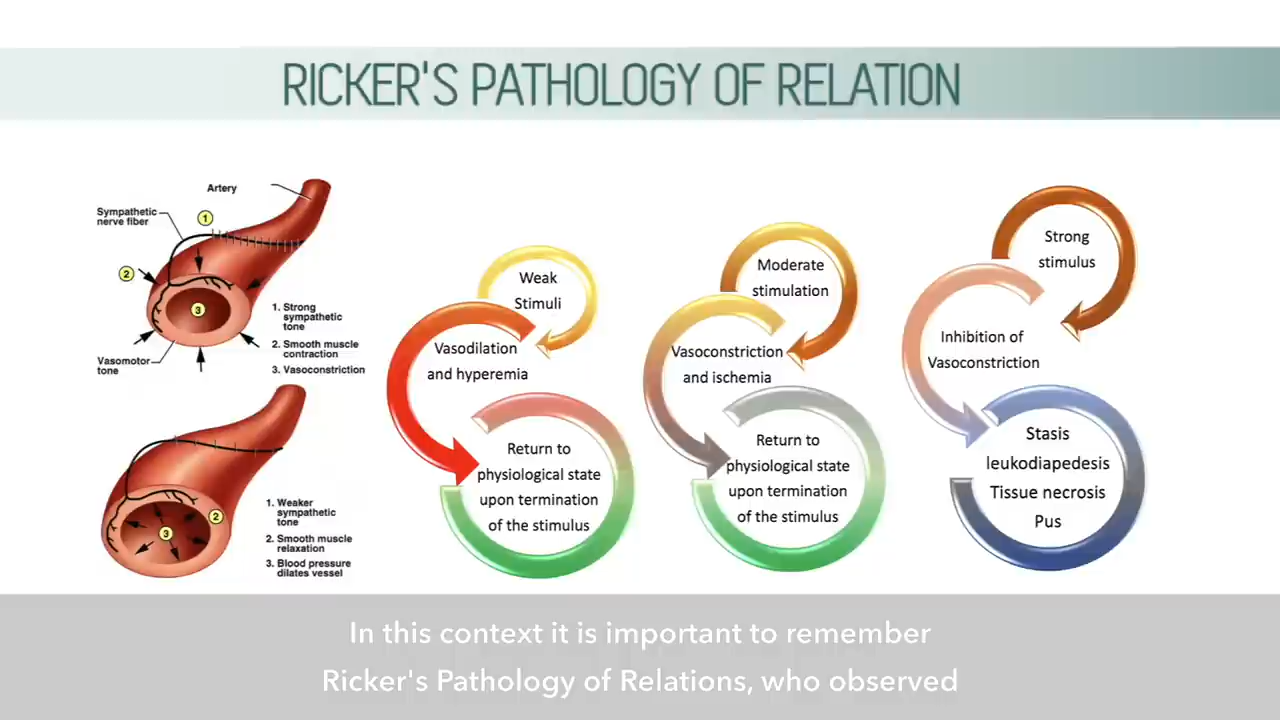 RICKER'S PATHOLOGY OF RELATION
Artery
Sympathetic
nerve fiber
1
2
3
1. Strong
sympathetic
tone
2. Smooth muscle
contraction
3. Vasoconstriction
Vasomotor
tone
2
3
1. Weaker
sympathetic
tone
2. Smooth muscle
relaxation
3. Blood pressure
dilates vessel
Weak
Stimuli
Vasodilation
and hyperemia
Return to
physiological state
upon termination
of the stimulus
Moderate
stimulation
Vasoconstriction
and ischemia
Return to
physiological state
upon termination
of the stimulus
Strong
stimulus
Inhibition of
Vasoconstriction
Stasis
leukodiapedesis
Tissue necrosis
Pus
In this context it is important to remember
Ricker's Pathology of Relations, who observed